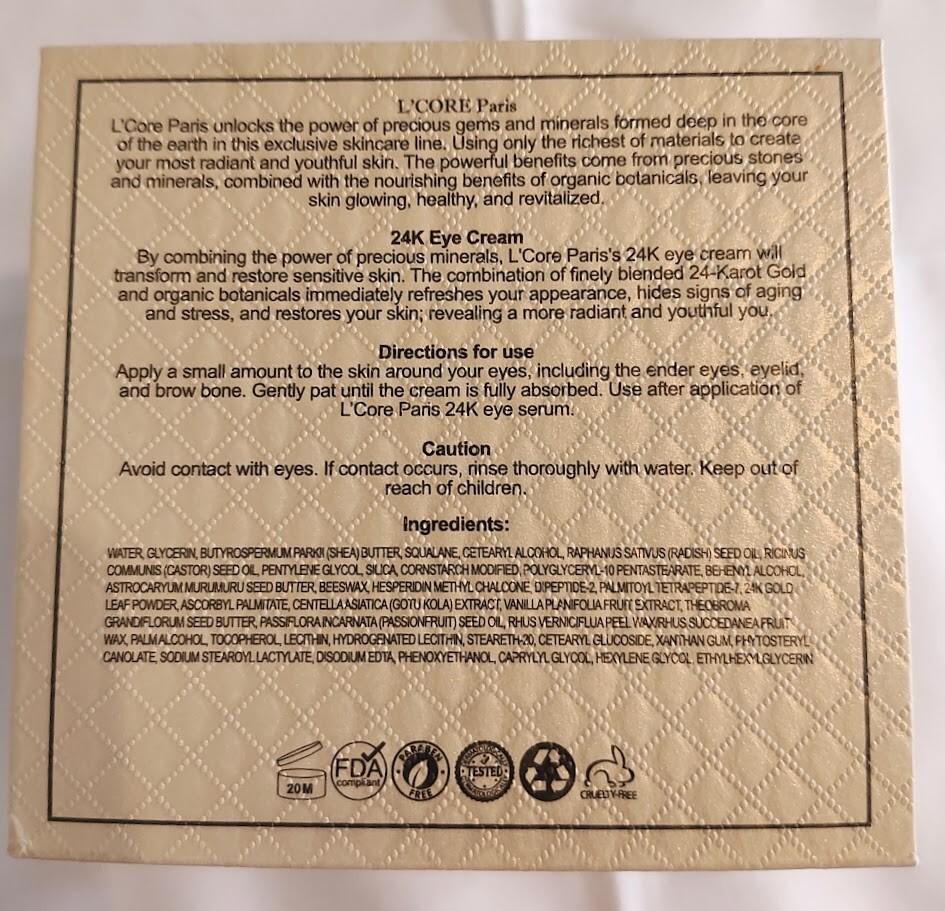 L'CORE Paris
L'Core Paris unlocks the power of precious gems and minerals formed deep in the core
of the earth in this exclusive skincare line. Using only the richest of materials to create
your most radiant and youthful skin. The powerful benefits come from precious stones
and minerals, combined with the nourishing benefits of organic botanicals, leaving your
skin glowing, healthy, and revitalized.
24K Eye Cream
By combining the power of precious minerals, L'Core Paris's 24K eye cream will
transform and restore sensitive skin. The combination of finely blended 24-Karot Gold
and organic botanicals immediately refreshes your appearance, hides signs of aging
and stress, and restores your skin; revealing a more radiant and youthful you.
Directions for use
Apply a small amount to the skin around your eyes, including the ender eyes, eyelid,
and brow bone. Gently pat until the cream is fully absorbed. Use after application of
L'Core Paris 24K eye serum.
Caution
Avoid contact with eyes. If contact occurs, rinse thoroughly with water. Keep out of
reach of children.
Ingredients:
WATER, GLYCERIN, BUTYROSPERMUM PARKII (SHEA) BUTTER, SQUALANE, CETEARYL ALCOHOL, RAPHANUS SATIVUS (RADISH) SEED OIL, RICINUS
COMMUNIS (CASTOR) SEED OIL, PENTYLENE GLYCOL, SILICA, CORNSTARCH MODIFIED, POLYGLYCERYL-10 PENTASTEARATE, BEHENYL ALCOHOL,
ASTROCARYUM MURUMURU SEED BUTTER, BEESWAX, HESPERIDIN METHYL CHALCONE, DIPEPTIDE-2, PALMITOYL TETRAPEPTIDE-7, 24K GOLD
LEAF POWDER, ASCORBYL PALMITATE, CENTELLA ASIATICA (GOTU KOLA) EXTRACT, VANILLA PLANIFOLIA FRUIT EXTRACT, THEOBROMA
GRANDIFLORUM SEED BUTTER, PASSIFLORA INCARNATA (PASSIONFRUIT) SEED OIL, RHUS VERNICIFLUA PEEL WAX/RHUS SUCCEDANEA FRUIT
WAX, PALM ALCOHOL, TOCOPHEROL, LECITHIN, HYDROGENATED LECITHIN, STEARETH-20, CETEARYL GLUCOSIDE, XANTHAN GUM, PHYTOSTERYL
CANOLATE, SODIUM STEAROYL LACTYLATE, DISODIUM EDTA, PHENOXYETHANOL, CAPRYLYL GLYCOL, HEXYLENE GLYCOL, ETHYLHEXYLGLYCERIN
20M
FDA
compliant
PARABEN
FREE
TESTED
CRUELTY-FREE